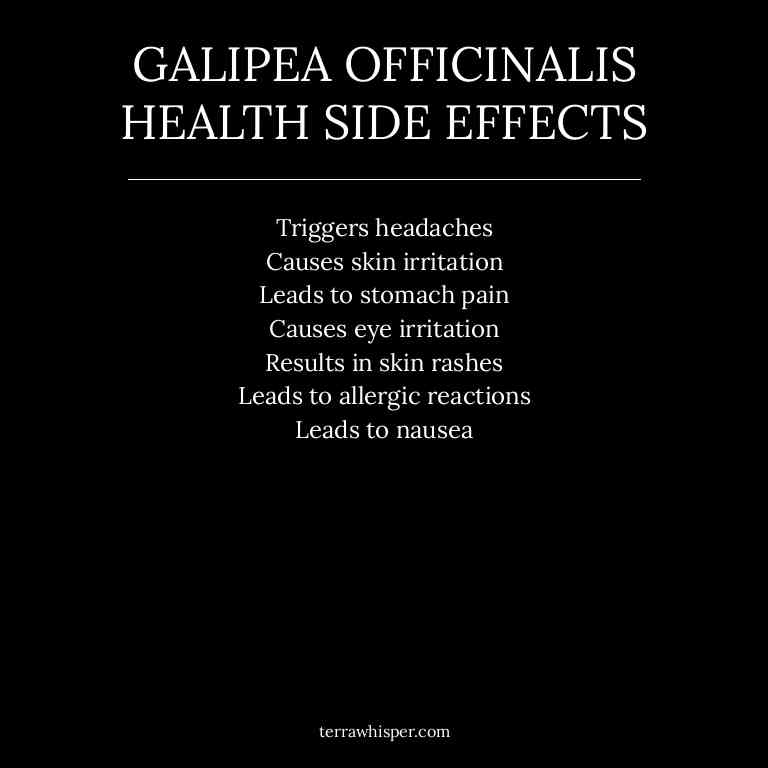 GALIPEA OFFICINALIS
HEALTH SIDE EFFECTS
Triggers headaches
Causes skin irritation
Leads to stomach pain
Causes eye irritation
Results in skin rashes
Leads to allergic reactions
Leads to nausea
terrawhisper.com